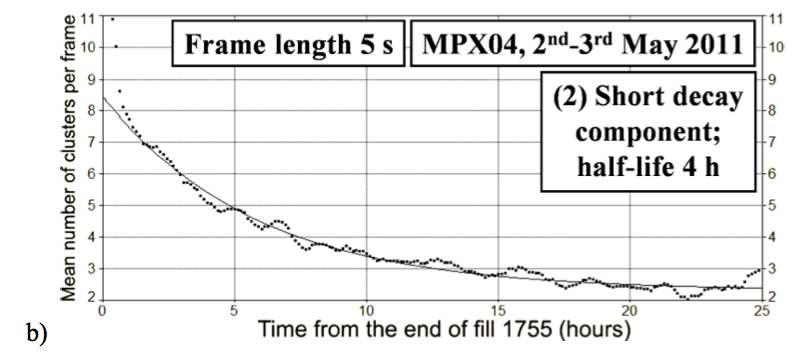 Frame length 5 s
MPX04, 2nd-3rd May 2011
(2) Short decay
component;
half-life 4 h
Mean number of clusters per frame
11
10
9
8
7
6
5
4
3
2
11
10
9
8
7
6
5
4
3
2
0 5 10 15 20 25
Time from the end of fill 1755 (hours)
b)